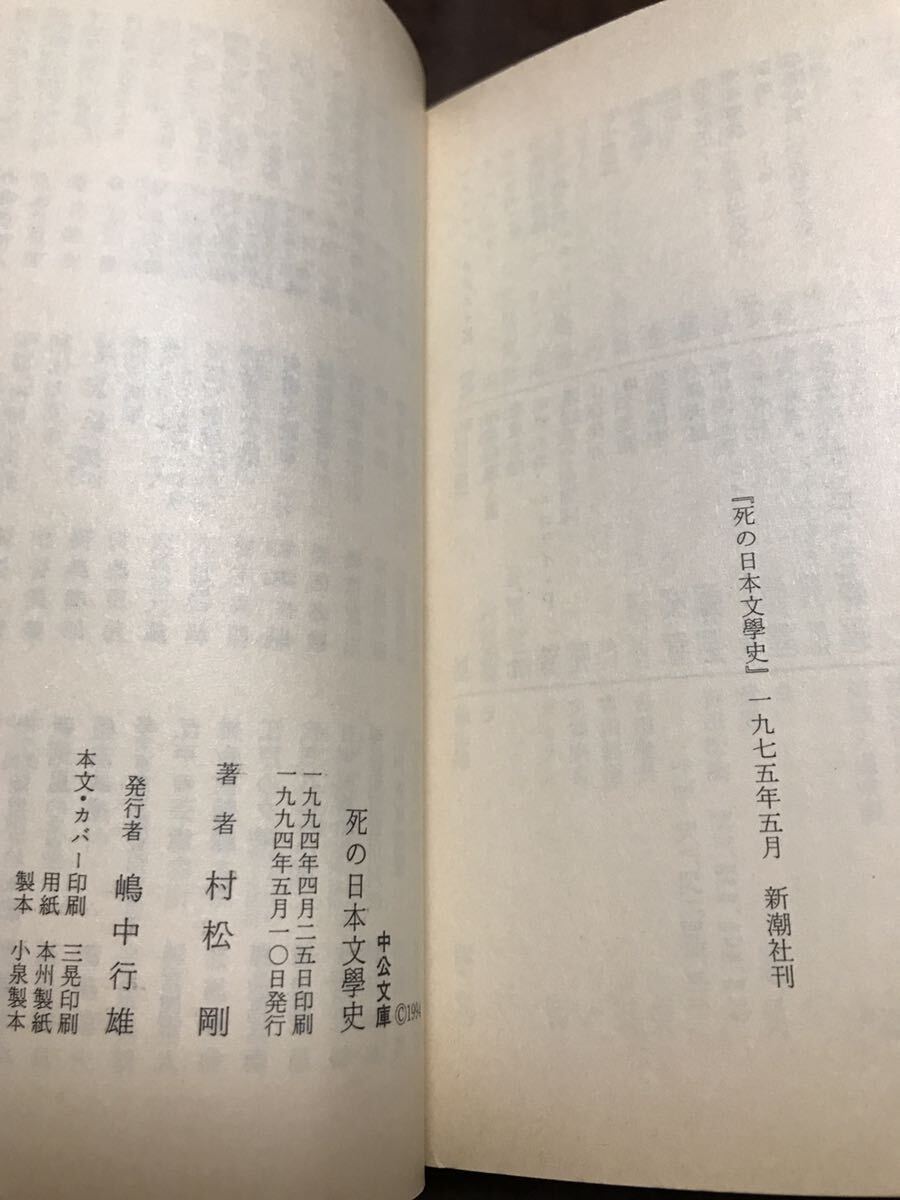 『死の日本文學史』一九七五年五月　新潮社刊
中公文庫 ©1994
死の日本文學史
一九九四年四月二五日印刷
一九九四年五月一〇日発行
著者　村松　剛
発行者　嶋中行雄
本文・カバー印刷　三晃印刷
用紙　本州製紙
製本　小泉製本